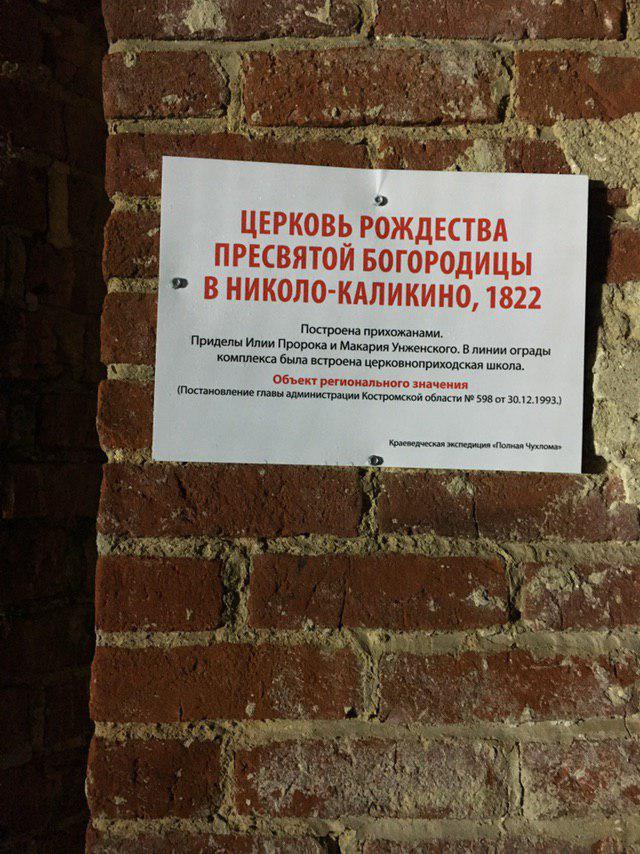 ЦЕРКОВЬ РОЖДЕСТВА
ПРЕСВЯТОЙ БОГОРОДИЦЫ
В НИКОЛО-КАЛИКИНО, 1822
Построена прихожанами.
Приделы Илии Пророка и Макария Унженского. В линии ограды
комплекса была встроена церковноприходская школа.
Объект регионального значения
(Постановление главы администрации Костромской области № 598 от 30.12.1993.)
Краеведческая экспедиция «Полная Чухлома»